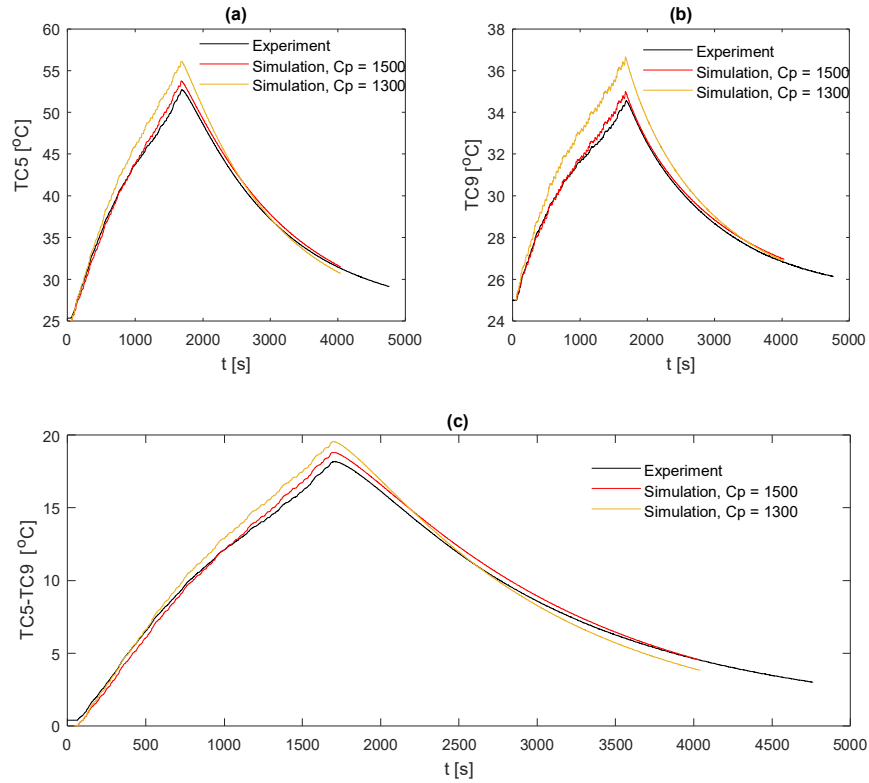 (a)
60
55
50
45
40
35
30
25
TC5 [°C]
0 1000 2000 3000 4000 5000
t [s]
Experiment
Simulation, Cp = 1500
Simulation, Cp = 1300
(b)
38
36
34
32
30
28
26
24
TC9 [°C]
0 1000 2000 3000 4000 5000
t [s]
Experiment
Simulation, Cp = 1500
Simulation, Cp = 1300
(c)
20
15
10
5
0
TC5-TC9 [°C]
0 500 1000 1500 2000 2500 3000 3500 4000 4500 5000
t [s]
Experiment
Simulation, Cp = 1500
Simulation, Cp = 1300